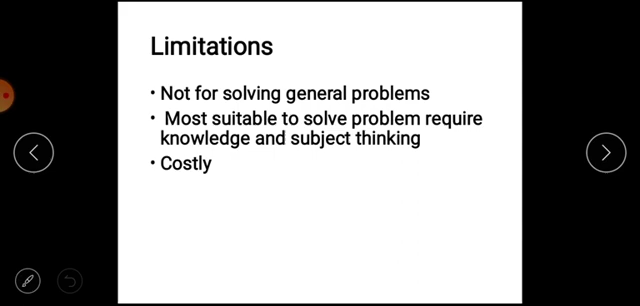 Limitations
• Not for solving general problems
• Most suitable to solve problem require
knowledge and subject thinking
• Costly